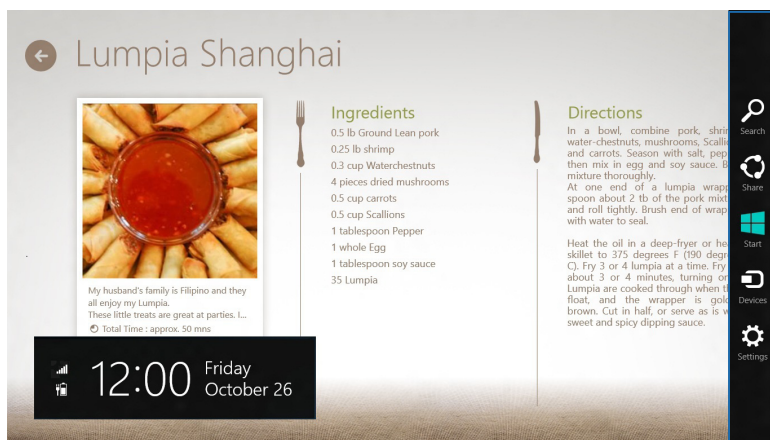 Lumpia Shanghai
My husband's family is Filipino and they
all enjoy my Lumpia.
These little treats are great at parties. I...
Total Time : approx. 50 mns
Ingredients
0.5 lb Ground Lean pork
0.25 lb shrimp
0.3 cup Waterchestnuts
4 pieces dried mushrooms
0.5 cup carrots
0.5 cup Scallions
1 tablespoon Pepper
1 whole Egg
1 tablespoon soy sauce
35 Lumpia
Directions
In a bowl, combine pork,
water-chestnuts, mushrooms,
and carrots. Season with salt,
then mix in egg and soy sauce.
mixture thoroughly.
At one end of a lumpia
spoon about 2 tb of the pork
and roll tightly. Brush end of
with water to seal.
Heat the oil in a deep-fryer or
skillet to 375 degrees F (190
C). Fry 3 or 4 lumpia at a time. Fry
about 3 or 4 minutes, turning
Lumpia are cooked through when
float, and the wrapper is
brown. Cut in half, or serve as is
sweet and spicy dipping sauce.
Search
Share
Start
Devices
Settings
12:00
Friday
October 26